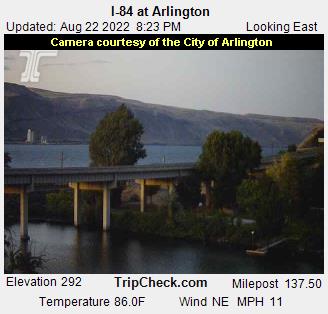 I-84 at Arlington
Updated: Aug 22 2022 8:23 PM Looking East
Camera courtesy of the City of Arlington
Elevation 292 TripCheck.com Milepost 137.50
Temperature 86.0F Wind NE MPH 11